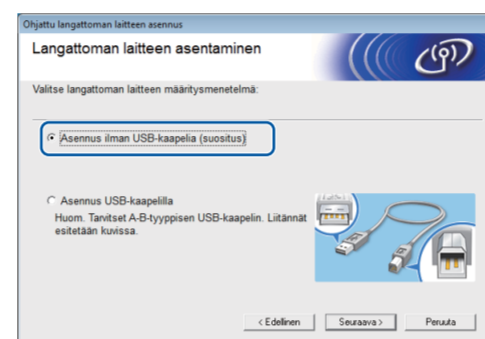 Ohjattu langattoman laitteen asennus
Langattoman laitteen asentaminen
Valitse langattoman laitteen määritysmenetelmä:
Asennus ilman USB-kaapelia (suositus)
Asennus USB-kaapelilla
Huom. Tarvitset A-B-tyyppisen USB-kaapelin. Liitännät
esitetään kuvissa.
< Edellinen
Seuraava >
Peruuta